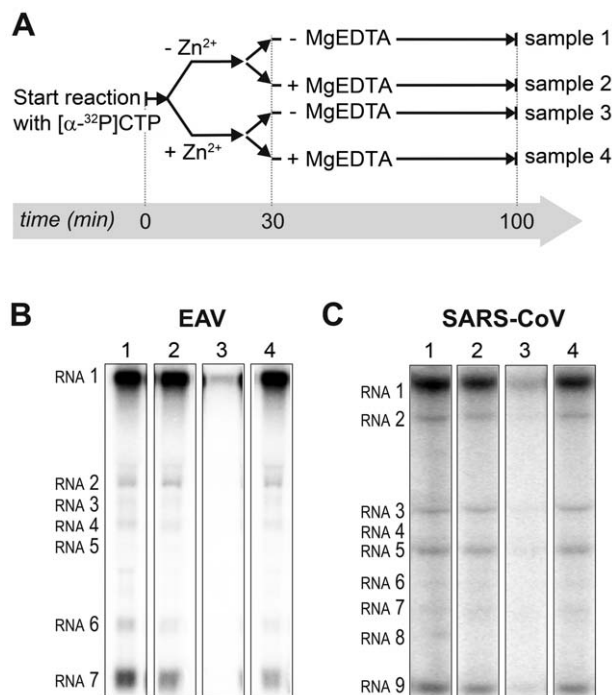 A
- Zn²⁺
- MgEDTA
sample 1
+ MgEDTA
sample 2
Start reaction
with [α-³²P]CTP
- MgEDTA
sample 3
+ Zn²⁺
+ MgEDTA
sample 4
time (min) 0 30 100
B
EAV
1 2 3 4
RNA 1
RNA 2
RNA 3
RNA 4
RNA 5
RNA 6
RNA 7
C
SARS-CoV
1 2 3 4
RNA 1
RNA 2
RNA 3
RNA 4
RNA 5
RNA 6
RNA 7
RNA 8
RNA 9